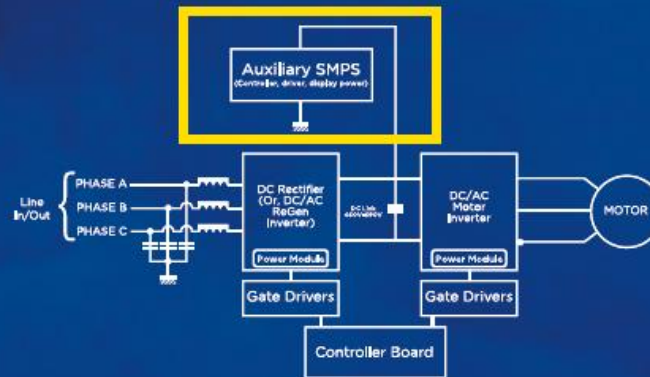 Auxiliary SMPS
(Controller, driver, display power)
Line
In/Out
PHASE A
PHASE B
PHASE C
DC Rectifier
(Or, DC/AC
ReGen
Inverter)
Power Module
DC Link
DC/AC
Motor
Inverter
Power Module
MOTOR
Gate Drivers
Gate Drivers
Controller Board